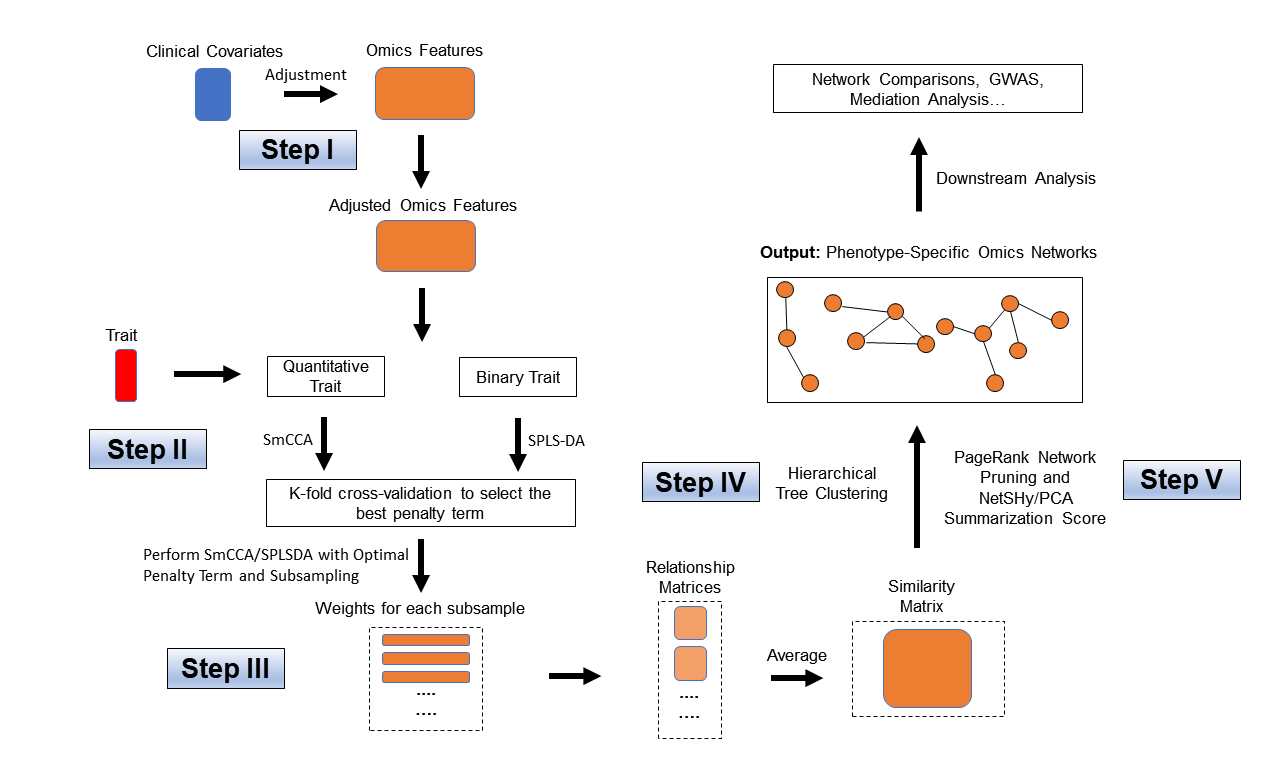 Clinical Covariates
Adjustment
Omics Features
Step I
Adjusted Omics Features
Trait
Quantitative
Trait
Binary Trait
Step II
SmCCA
SPLS-DA
K-fold cross-validation to select the
best penalty term
Perform SmCCA/SPLSDA with Optimal
Penalty Term and Subsampling
Weights for each subsample
....
....
Step III
Relationship
Matrices
....
....
Average
Similarity
Matrix
Step IV
Hierarchical
Tree Clustering
PageRank Network
Pruning and
NetSHy/PCA
Summarization Score
Step V
Output: Phenotype-Specific Omics Networks
Downstream Analysis
Network Comparisons, GWAS,
Mediation Analysis…